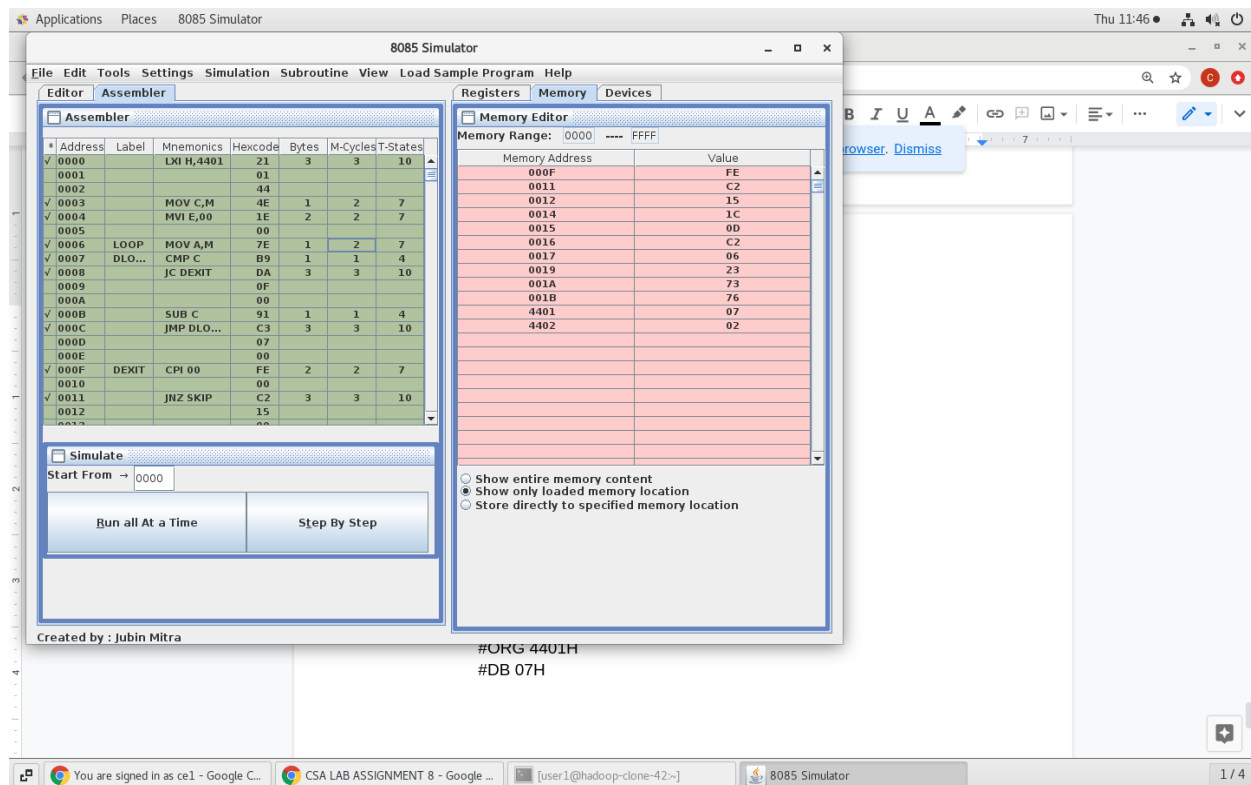 Applications Places 8085 Simulator Thu 11:46
8085 Simulator
File Edit Tools Settings Simulation Subroutine View Load Sample Program Help
Editor Assembler
Assembler
* Address Label Mnemonics Hexcode Bytes M-Cycles T-States
√ 0000 LXI H,4401 21 3 3 10
0001 01
0002 44
√ 0003 MOV C,M 4E 1 2 7
√ 0004 MVI E,00 1E 2 2 7
0005 00
√ 0006 LOOP MOV A,M 7E 1 2 7
√ 0007 DLO... CMP C B9 1 1 4
√ 0008 JC DEXIT DA 3 3 10
0009 0F
000A 00
√ 000B SUB C 91 1 1 4
√ 000C JMP DLO... C3 3 3 10
000D 07
000E 00
√ 000F DEXIT CPI 00 FE 2 2 7
0010 00
√ 0011 JNZ SKIP C2 3 3 10
0012 15
Simulate
Start From → 0000
Run all At a Time Step By Step
Created by : Jubin Mitra
Registers Memory Devices
Memory Editor
Memory Range: 0000 ---- FFFF
Memory Address Value
000F FE
0011 C2
0012 15
0014 1C
0015 0D
0016 C2
0017 06
0019 23
001A 73
001B 76
4401 07
4402 02
Show entire memory content
Show only loaded memory location
Store directly to specified memory location
C
B I U A
rowser. Dismiss
7
2
3
4
#ORG 4401H
#DB 07H
You are signed in as ce1 - Google C... CSA LAB ASSIGNMENT 8 - Google ... [user1@hadoop-clone-42:~] 8085 Simulator 1 / 4